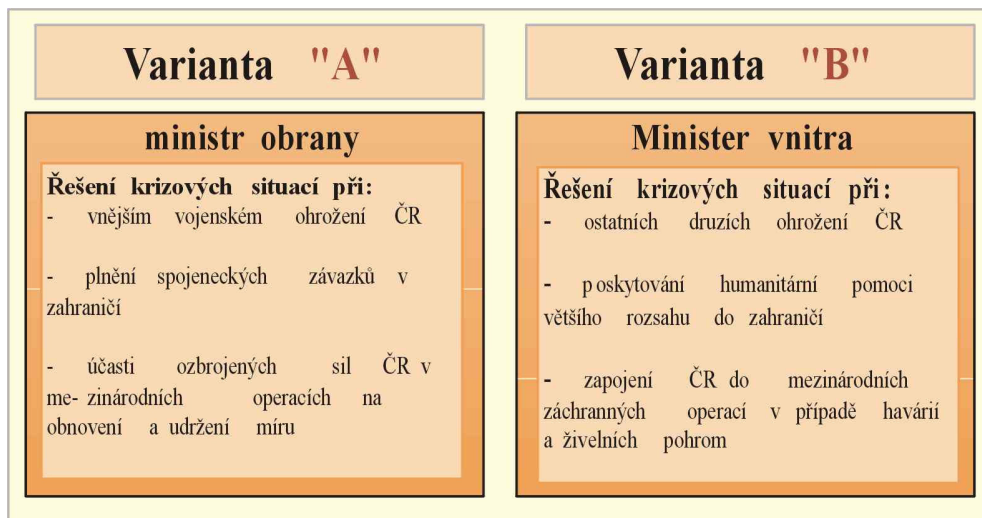 Varianta "A"
ministr obrany
Řešení krizových situací při:
- vnějším vojenském ohrožení ČR
- plnění spojeneckých závazků v
zahraničí
- účasti ozbrojených sil ČR v
me- zinárodních operacích na
obnovení a udržení míru
Varianta "B"
Minister vnitra
Řešení krizových situací při:
- ostatních druzích ohrožení ČR
- p oskytování humanitární pomoci
většího rozsahu do zahraničí
- zapojení ČR do mezinárodních
záchranných operací v případě havárií
a živelních pohrom